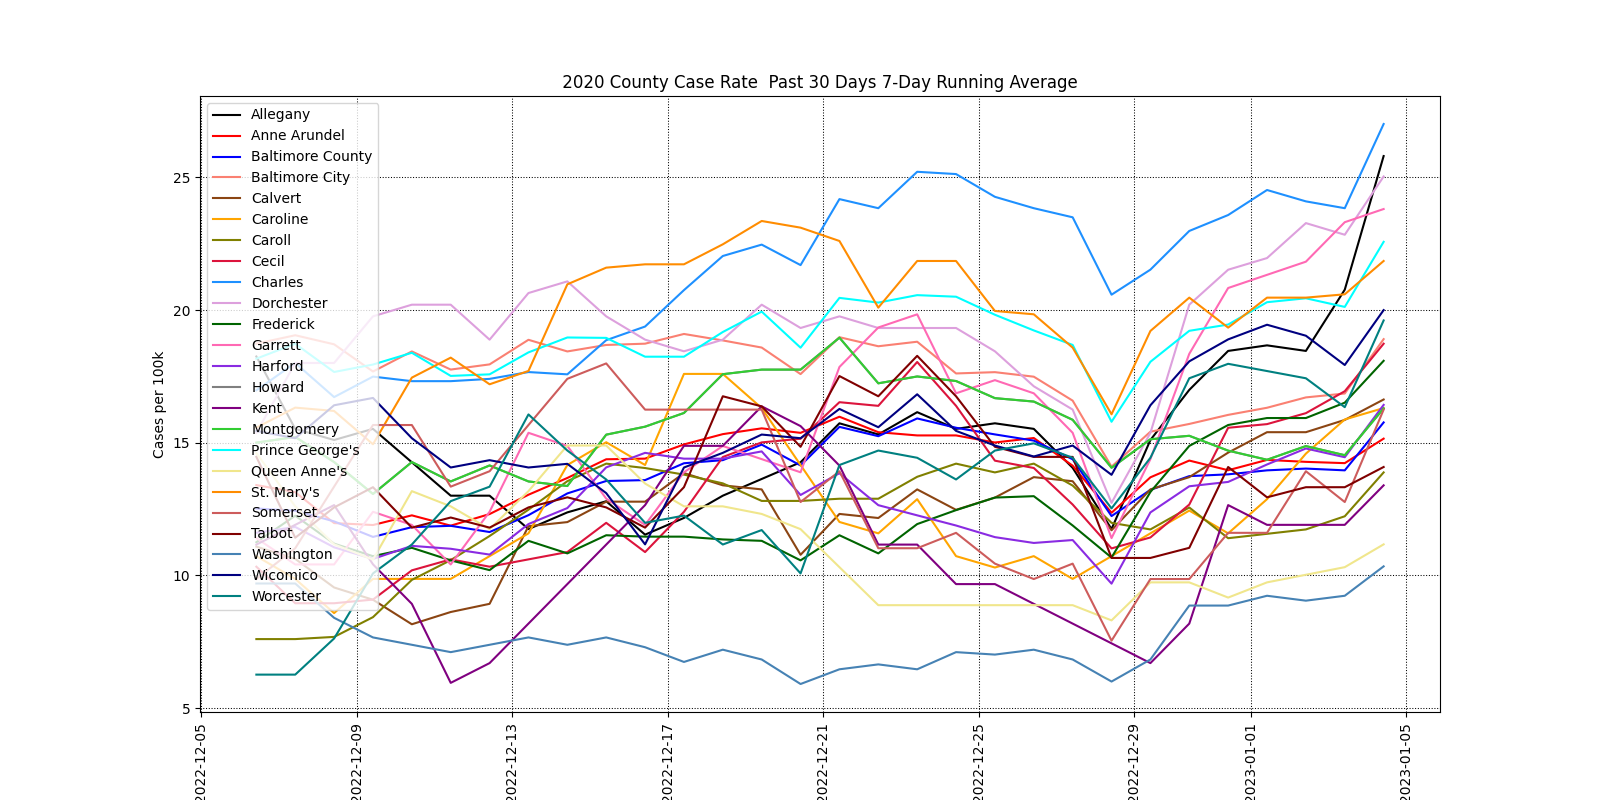 2020 County Case Rate  Past 30 Days 7-Day Running Average
Cases per 100k
25
20
15
10
5
Allegany
Anne Arundel
Baltimore County
Baltimore City
Calvert
Caroline
Caroll
Cecil
Charles
Dorchester
Frederick
Garrett
Harford
Howard
Kent
Montgomery
Prince George's
Queen Anne's
St. Mary's
Somerset
Talbot
Washington
Wicomico
Worcester
2022-12-05
2022-12-09
2022-12-13
2022-12-17
2022-12-21
2022-12-25
2022-12-29
2023-01-01
2023-01-05